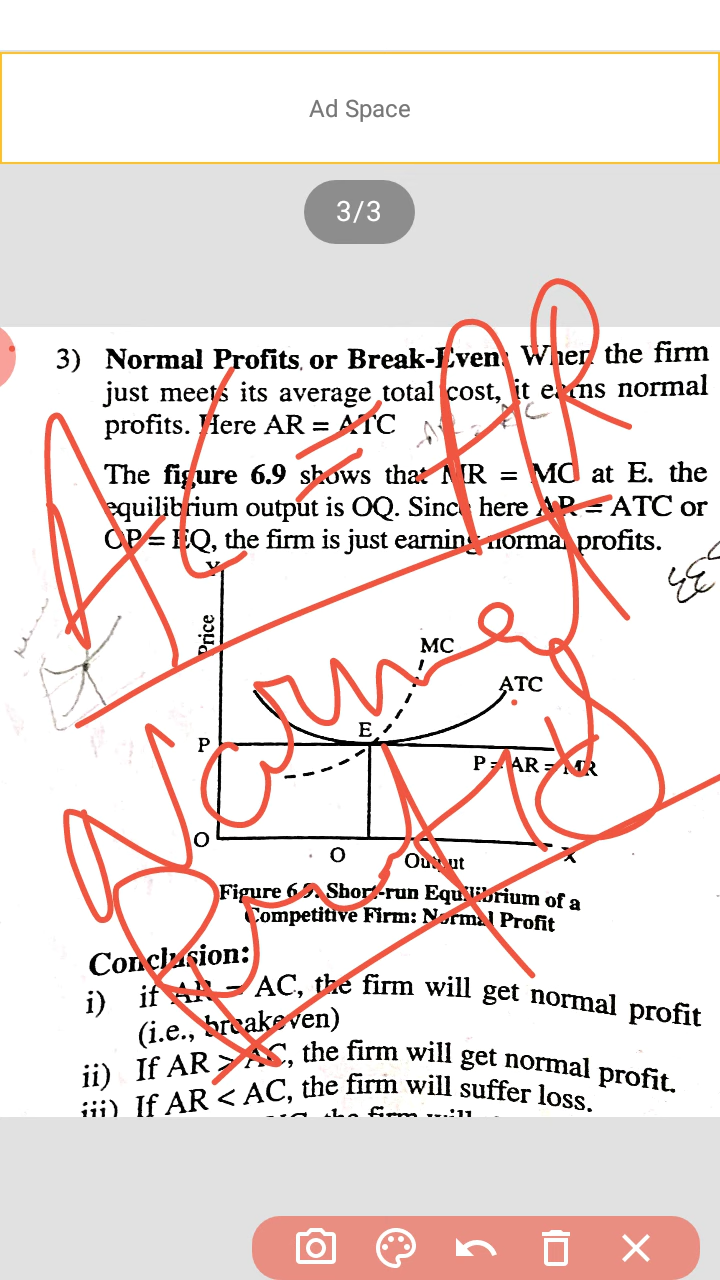 Ad Space
3/3
3) Normal Profits or Break-Even: When the firm
just meets its average total cost, it earns normal
profits. Here AR = ATC
AC = AR
The figure 6.9 shows that MR = MC at E. the
equilibrium output is OQ. Since here AR = ATC or
OP = EQ, the firm is just earning normal profits.
Y
Price
MC
ATC
E
P
P = AR = MR
O
O
Output
X
Figure 6.9: Short-run Equilibrium of a
Competitive Firm: Normal Profit
Conclusion:
i) if AR = AC, the firm will get normal profit
(i.e., breakeven)
ii) If AR > AC, the firm will get normal profit.
iii) If AR < AC, the firm will suffer loss.
the firm will